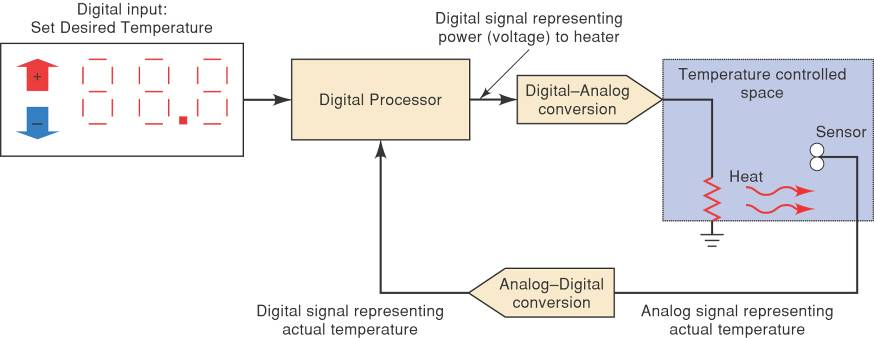 Digital input:
Set Desired Temperature
+
–
Digital Processor
Digital signal representing
power (voltage) to heater
Digital–Analog
conversion
Temperature controlled
space
Sensor
Heat
Analog–Digital
conversion
Digital signal representing
actual temperature
Analog signal representing
actual temperature